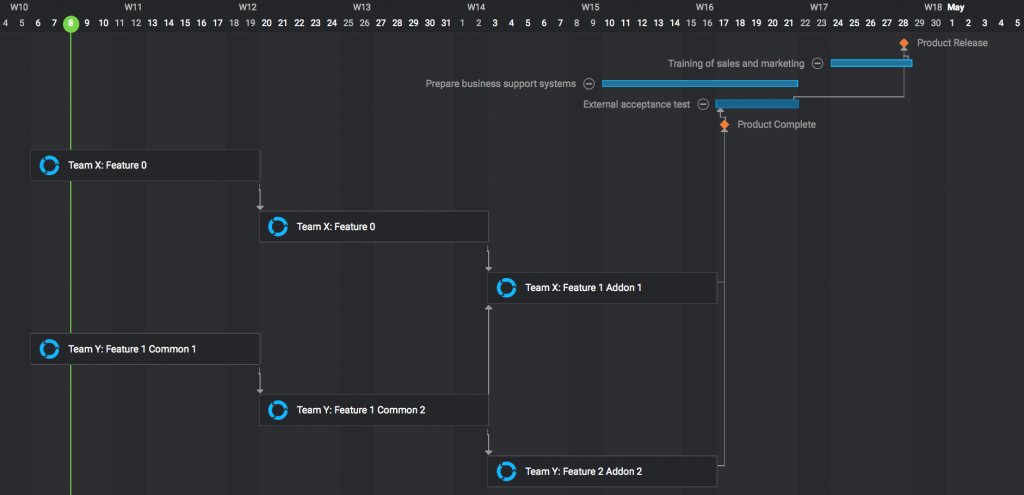 W10 W11 W12 W13 W14 W15 W16 W17 W18 May
4 5 6 7 8 9 10 11 12 13 14 15 16 17 18 19 20 21 22 23 24 25 26 27 28 29 30 31 1 2 3 4 5 6 7 8 9 10 11 12 13 14 15 16 17 18 19 20 21 22 23 24 25 26 27 28 29 30 1 2 3 4 5
Product Release
Training of sales and marketing
Prepare business support systems
External acceptance test
Product Complete
Team X: Feature 0
Team X: Feature 0
Team X: Feature 1 Addon 1
Team Y: Feature 1 Common 1
Team Y: Feature 1 Common 2
Team Y: Feature 2 Addon 2